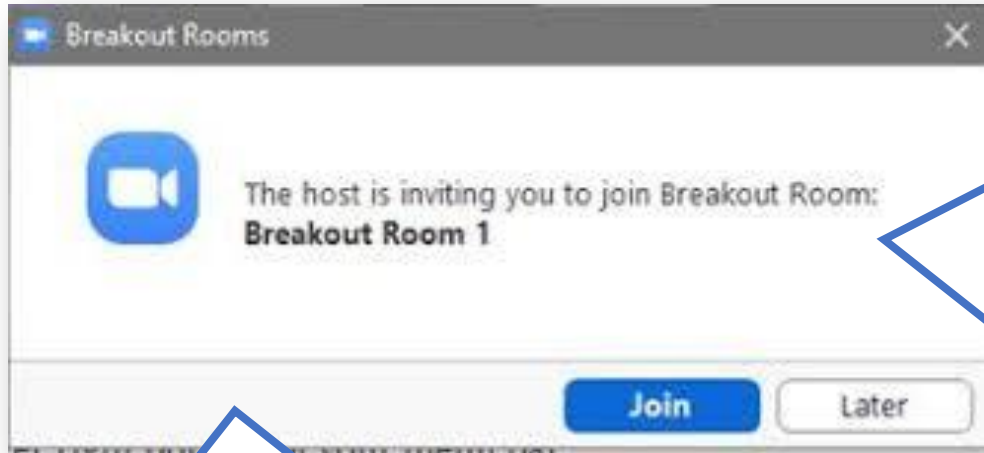 Breakout Rooms
The host is inviting you to join Breakout Room:
Breakout Room 1
Join
Later